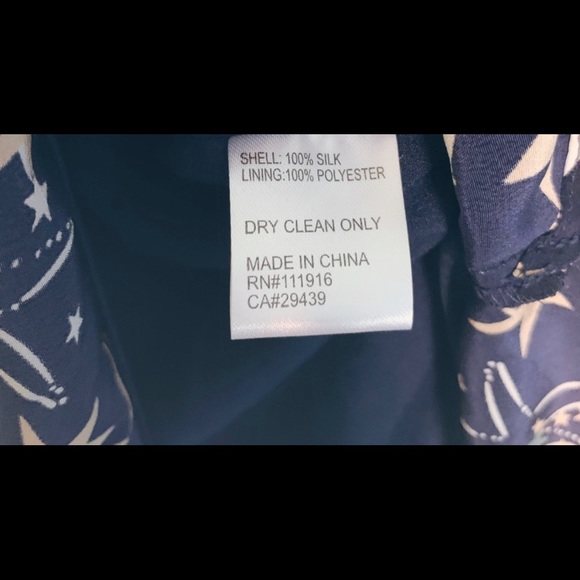 SHELL: 100% SILK
LINING:100% POLYESTER
DRY CLEAN ONLY
MADE IN CHINA
RN#111916
CA#29439